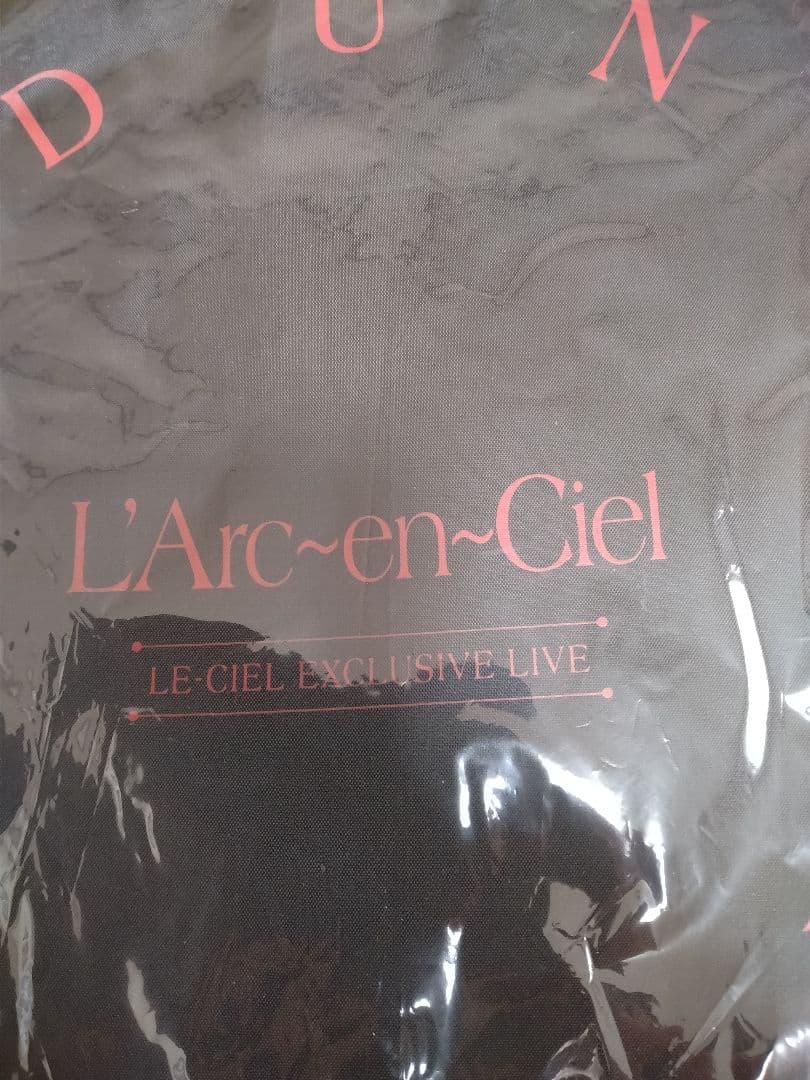 D U N
L'Arc~en~Ciel
LE-CIEL EXCLUSIVE LIVE